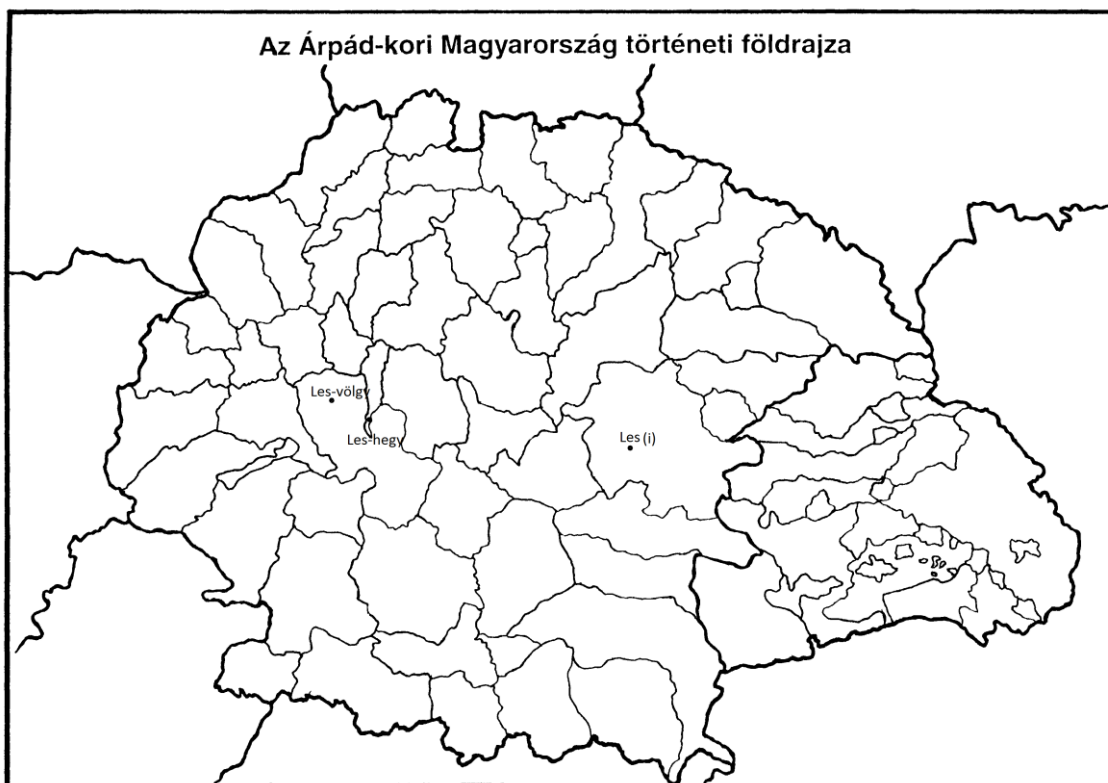 Az Árpád-kori Magyarország történeti földrajza
Les-völgy
Les-hegy
Les (i)